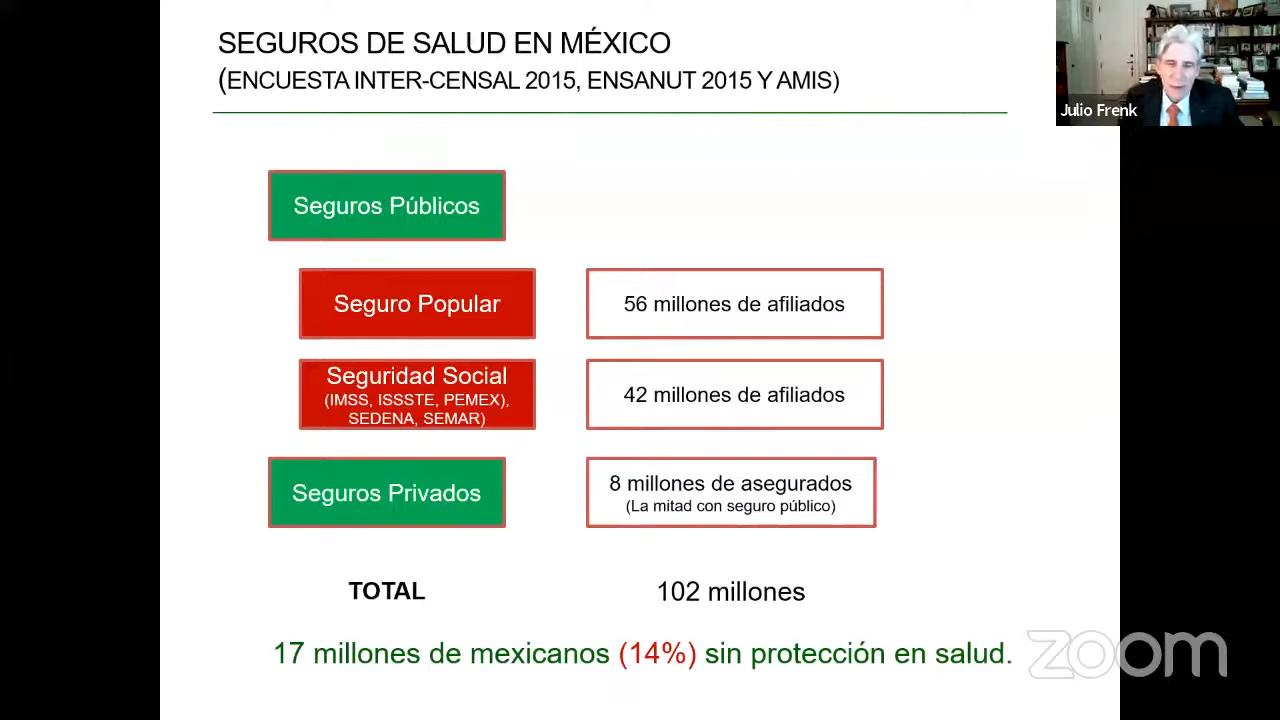 SEGUROS DE SALUD EN MÉXICO
(ENCUESTA INTER-CENSAL 2015, ENSANUT 2015 Y AMIS)
Julio Frenk
Seguros Públicos
Seguro Popular
56 millones de afiliados
Seguridad Social
(IMSS, ISSSTE, PEMEX),
SEDENA, SEMAR)
42 millones de afiliados
Seguros Privados
8 millones de asegurados
(La mitad con seguro público)
TOTAL
102 millones
17 millones de mexicanos (14%) sin protección en salud.
zoom